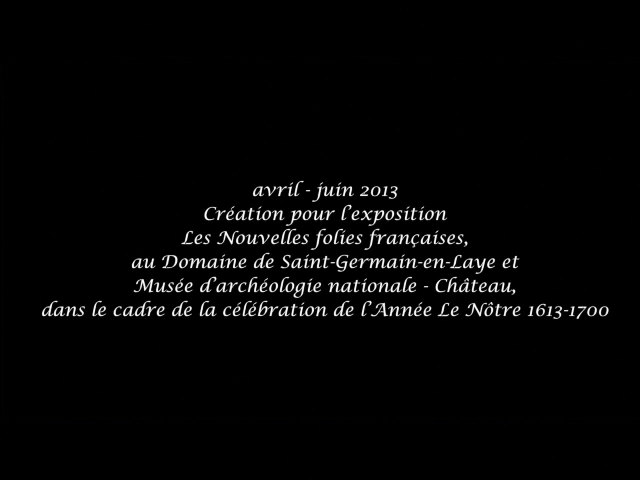 avril - juin 2013
Création pour l'exposition
Les Nouvelles folies françaises,
au Domaine de Saint-Germain-en-Laye et
Musée d'archéologie nationale - Château,
dans le cadre de la célébration de l'Année Le Nôtre 1613-1700